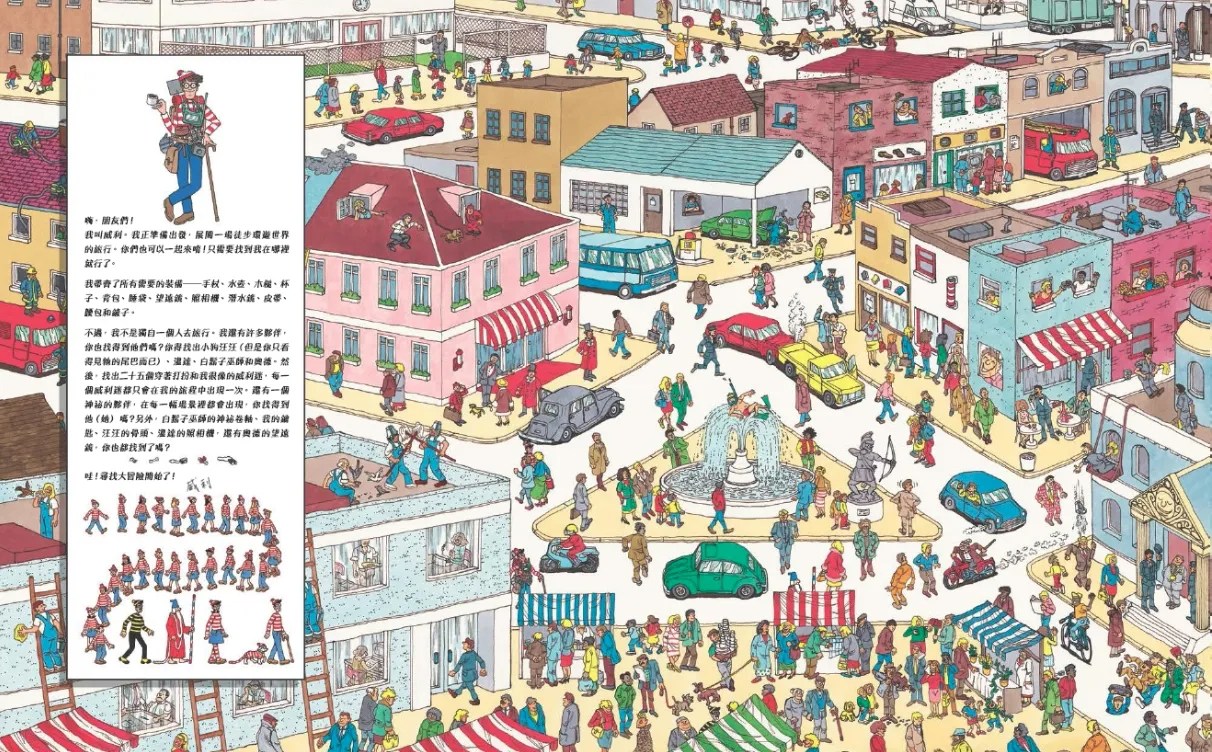 嗨，朋友們！
我叫威利。我正準備出發，展開一場徒步環遊世界
的旅行。你們也可以一起來唷！只需要找到我在哪裡
就行了。
我帶齊了所有需要的裝備——手杖、水壺、木槌、杯
子、背包、睡袋、望遠鏡、照相機、潛水鏡、皮帶、
腰包和鏟子。
不過，我不是獨自一個人去旅行。我還有許多夥伴，
你也找得到他們嗎？你得找出小狗汪汪（但是你只看
得見牠的尾巴而已）、溫達、白鬍子巫師和奧德。然
後，找出二十五個穿著打扮和我很像的威利迷，每一
個威利迷都只會在我的旅程中出現一次。還有一個
神祕的夥伴，在每一幅場景裡都會出現，你找得到
他（她）嗎？另外，白鬍子巫師的神祕卷軸、我的鑰
匙、汪汪的骨頭、溫達的照相機，還有奧德的望遠
鏡，你也都找到了嗎？
哇！尋找大冒險開始了！
威利